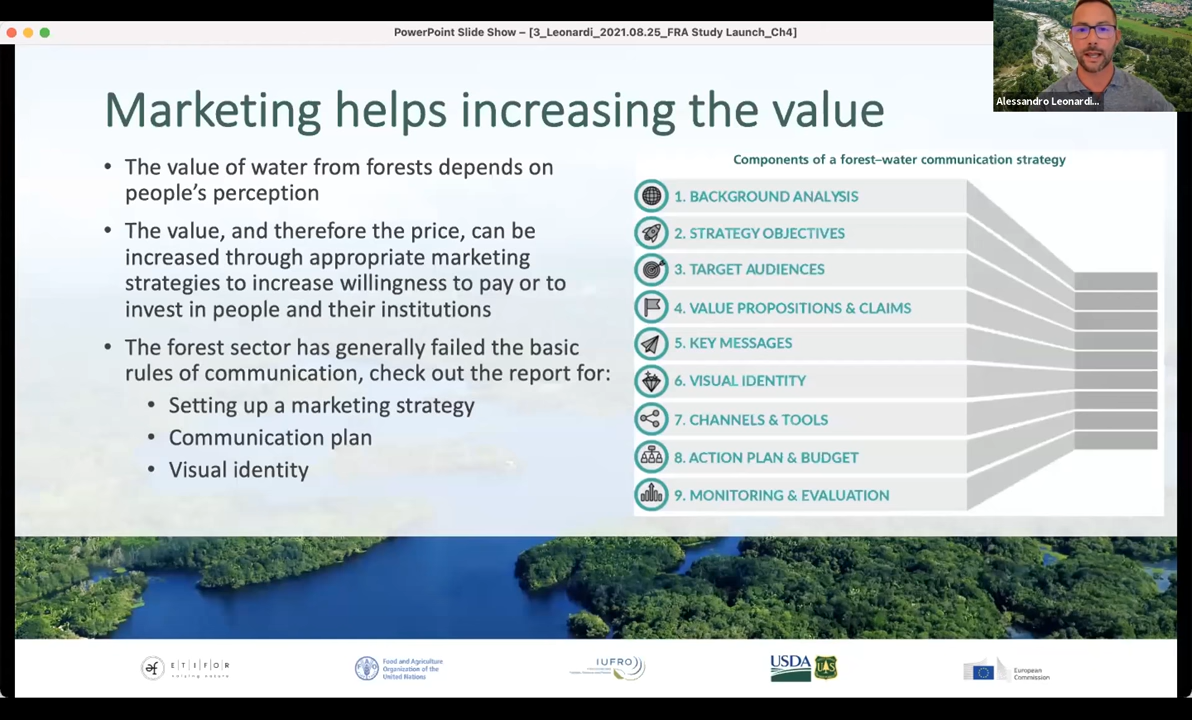 PowerPoint Slide Show – [3_Leonardi_2021.08.25_FRA Study Launch_Ch4]
Alessandro Leonardi...
Marketing helps increasing the value
• The value of water from forests depends on
people's perception
• The value, and therefore the price, can be
increased through appropriate marketing
strategies to increase willingness to pay or to
invest in people and their institutions
• The forest sector has generally failed the basic
rules of communication, check out the report for:
• Setting up a marketing strategy
• Communication plan
• Visual identity
Components of a forest–water communication strategy
1. BACKGROUND ANALYSIS
2. STRATEGY OBJECTIVES
3. TARGET AUDIENCES
4. VALUE PROPOSITIONS & CLAIMS
5. KEY MESSAGES
6. VISUAL IDENTITY
7. CHANNELS & TOOLS
8. ACTION PLAN & BUDGET
9. MONITORING & EVALUATION
ETIFOR
valuing nature
Food and Agriculture
Organization of the
United Nations
IUFRO
USDA
UAS
European
Commission